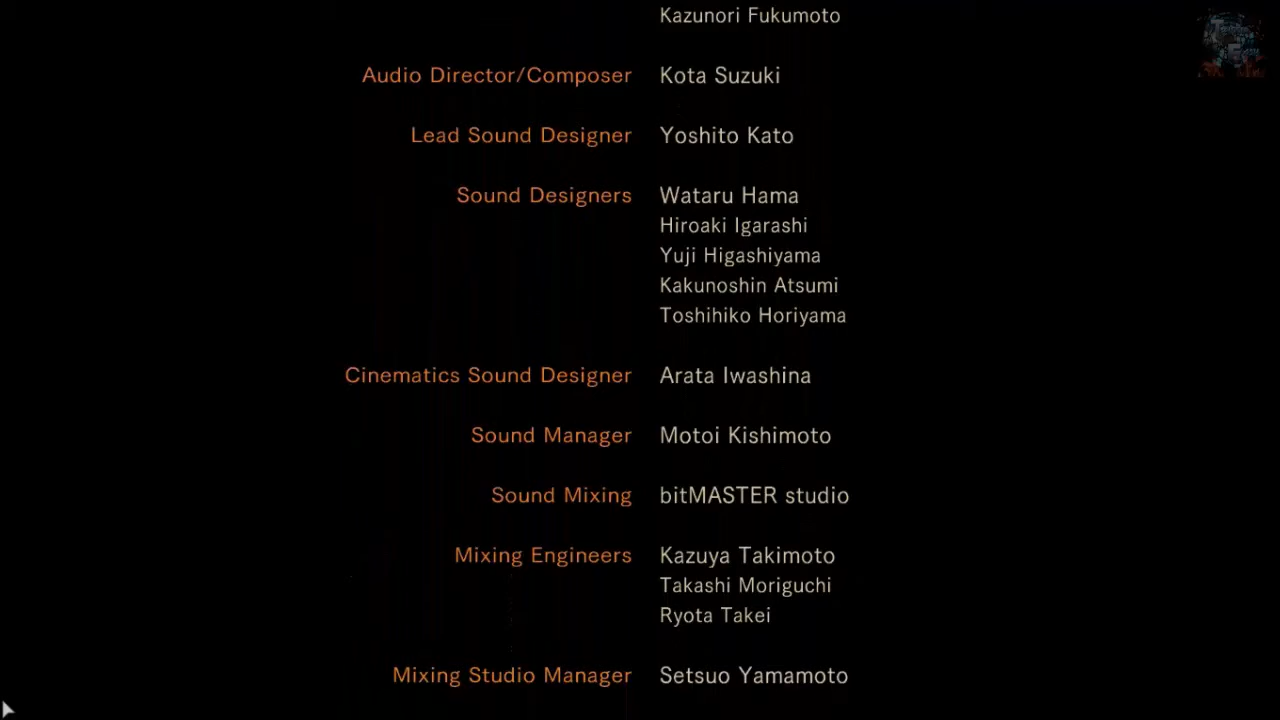 Kazunori Fukumoto
Audio Director/Composer Kota Suzuki
Lead Sound Designer Yoshito Kato
Sound Designers Wataru Hama
Hiroaki Igarashi
Yuji Higashiyama
Kakunoshin Atsumi
Toshihiko Horiyama
Cinematics Sound Designer Arata Iwashina
Sound Manager Motoi Kishimoto
Sound Mixing bitMASTER studio
Mixing Engineers Kazuya Takimoto
Takashi Moriguchi
Ryota Takei
Mixing Studio Manager Setsuo Yamamoto